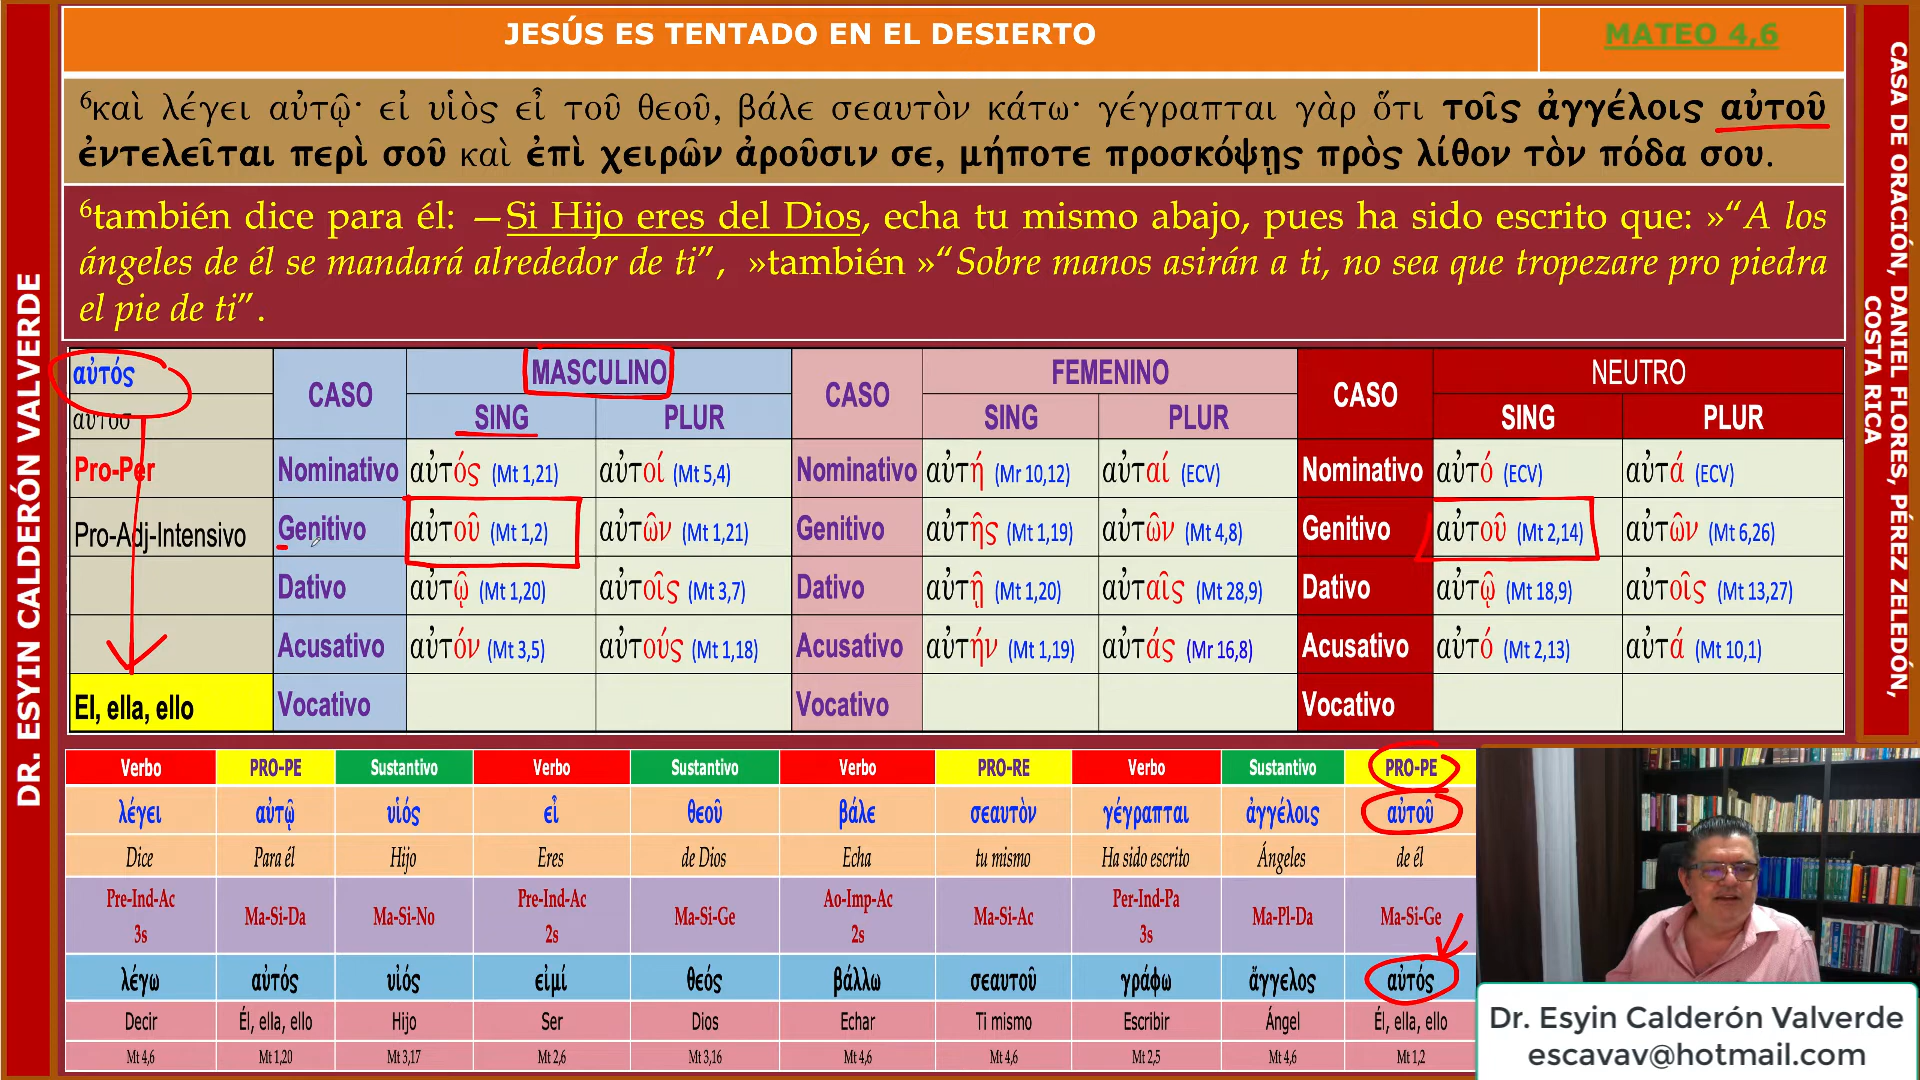 JESÚS ES TENTADO EN EL DESIERTO
MATEO 4,6
⁶καὶ λέγει αὐτῷ· εἰ υἱὸς εἶ τοῦ θεοῦ, βάλε σεαυτὸν κάτω· γέγραπται γὰρ ὅτι τοῖς ἀγγέλοις αὐτοῦ
ἐντελεῖται περὶ σοῦ καὶ ἐπὶ χειρῶν ἀροῦσιν σε, μήποτε προσκόψῃς πρὸς λίθον τὸν πόδα σου.
⁶también dice para él: —Si Hijo eres del Dios, echa tu mismo abajo, pues ha sido escrito que: »“A los
ángeles de él se mandará alrededor de ti”, »también »“Sobre manos asirán a ti, no sea que tropezare pro piedra
el pie de ti”.
αὐτός CASO MASCULINO CASO FEMENINO CASO NEUTRO
αυτοσ SING PLUR SING PLUR SING PLUR
Pro-Per Nominativo αὐτός (Mt 1,21) αὐτοί (Mt 5,4) Nominativo αὐτή (Mr 10,12) αὐταί (ECV) Nominativo αὐτό (ECV) αὐτά (ECV)
Pro-Adj-Intensivo Genitivo αὐτοῦ (Mt 1,2) αὐτῶν (Mt 1,21) Genitivo αὐτῆς (Mt 1,19) αὐτῶν (Mt 4,8) Genitivo αὐτοῦ (Mt 2,14) αὐτῶν (Mt 6,26)
Dativo αὐτῷ (Mt 1,20) αὐτοῖς (Mt 3,7) Dativo αὐτῇ (Mt 1,20) αὐταῖς (Mt 28,9) Dativo αὐτῷ (Mt 18,9) αὐτοῖς (Mt 13,27)
Acusativo αὐτόν (Mt 3,5) αὐτούς (Mt 1,18) Acusativo αὐτήν (Mt 1,19) αὐτάς (Mr 16,8) Acusativo αὐτό (Mt 2,13) αὐτά (Mt 10,1)
El, ella, ello Vocativo Vocativo Vocativo
Verbo PRO-PE Sustantivo Verbo Sustantivo Verbo PRO-RE Verbo Sustantivo PRO-PE
λέγει αὐτῷ υἱός εἶ θεοῦ βάλε σεαυτὸν γέγραπται ἀγγέλοις αὐτοῦ
Dice Para él Hijo Eres de Dios Echa tu mismo Ha sido escrito Ángeles de él
Pre-Ind-Ac 3s Ma-Si-Da Ma-Si-No Pre-Ind-Ac 2s Ma-Si-Ge Ao-Imp-Ac 2s Ma-Si-Ac Per-Ind-Pa 3s Ma-Pl-Da Ma-Si-Ge
λέγω αὐτός υἱός εἰμί θεός βάλλω σεαυτοῦ γράφω ἄγγελος αὐτός
Decir Él, ella, ello Hijo Ser Dios Echar Ti mismo Escribir Ángel Él, ella, ello
Mt 4,6 Mt 1,20 Mt 3,17 Mt 2,6 Mt 3,16 Mt 4,6 Mt 4,6 Mt 2,5 Mt 4,6 Mt 1,2
DR. ESYIN CALDERÓN VALVERDE
CASA DE ORACIÓN, DANIEL FLORES, PÉREZ ZELEDÓN,
COSTA RICA
Dr. Esyin Calderón Valverde
escavav@hotmail.com